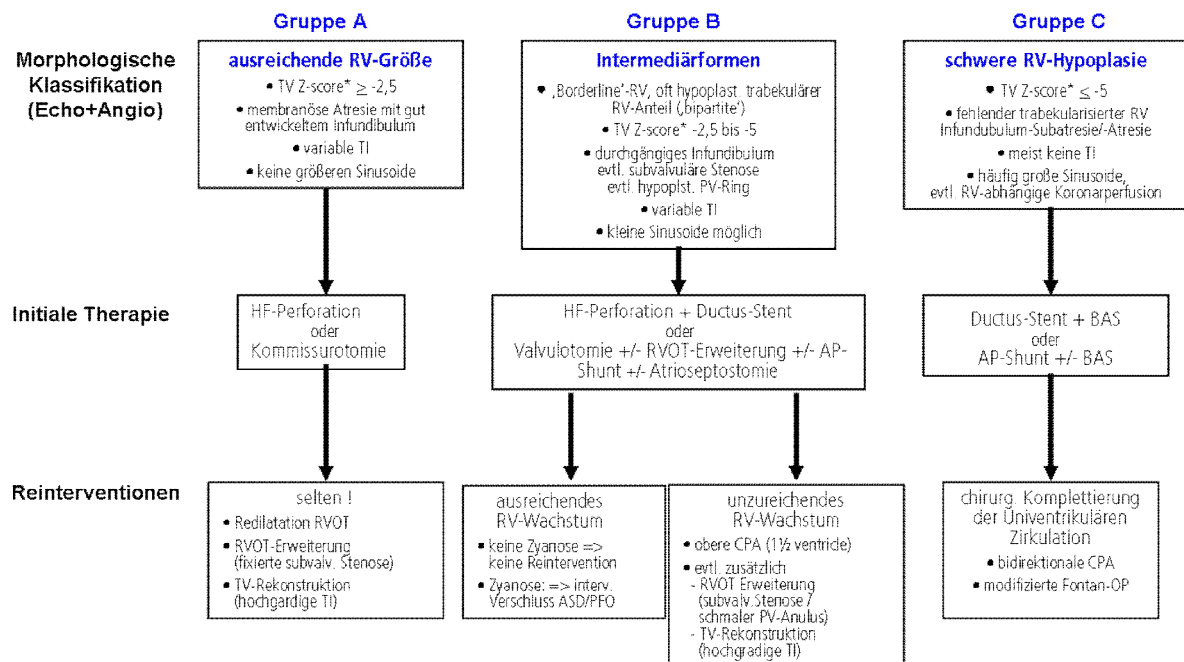 Gruppe A
Gruppe B
Gruppe C
Morphologische
Klassifikation
(Echo+Angio)
ausreichende RV-Größe
• TV Z-score* ≥ -2,5
• membranöse Atresie mit gut
entwickeltem Infundibulum
• variable TI
• keine größeren Sinusoide
Intermediärformen
• ‚Borderline'-RV, oft hypoplast. trabekulärer
RV-Anteil (‚bipartite')
• TV Z-score* -2,5 bis -5
• durchgängiges Infundibulum
evtl. subvalvuläre Stenose
evtl. hypoplst. PV-Ring
• variable TI
• kleine Sinusoide möglich
schwere RV-Hypoplasie
• TV Z-score* ≤ -5
• fehlender trabekularisierter RV
Infundubulum-Subatresie/-Atresie
• meist keine TI
• häufig große Sinusoide,
evtl. RV-abhängige Koronarperfusion
Initiale Therapie
HF-Perforation
oder
Kommissurotomie
HF-Perforation + Ductus-Stent
oder
Valvulotomie +/- RVOT-Erweiterung +/- AP-
Shunt +/- Atrioseptostomie
Ductus-Stent + BAS
oder
AP-Shunt +/- BAS
Reinterventionen
selten !
• Redilatation RVOT
• RVOT-Erweiterung
(fixierte subvalv. Stenose)
• TV-Rekonstruktion
(hochgardige TI)
ausreichendes
RV-Wachstum
• keine Zyanose =>
keine Reintervention
• Zyanose: => interv.
Verschluss ASD/PFO
unzureichendes
RV-Wachstum
• obere CPA (1½ ventricle)
• evtl. zusätzlich
- RVOT Erweiterung
(subvalv.Stenose /
schmaler PV-Anulus)
- TV-Rekonstruktion
(hochgradige TI)
chirurg. Komplettierung
der Univentrikulären
Zirkulation
• bidirektionale CPA
• modifizierte Fontan-OP